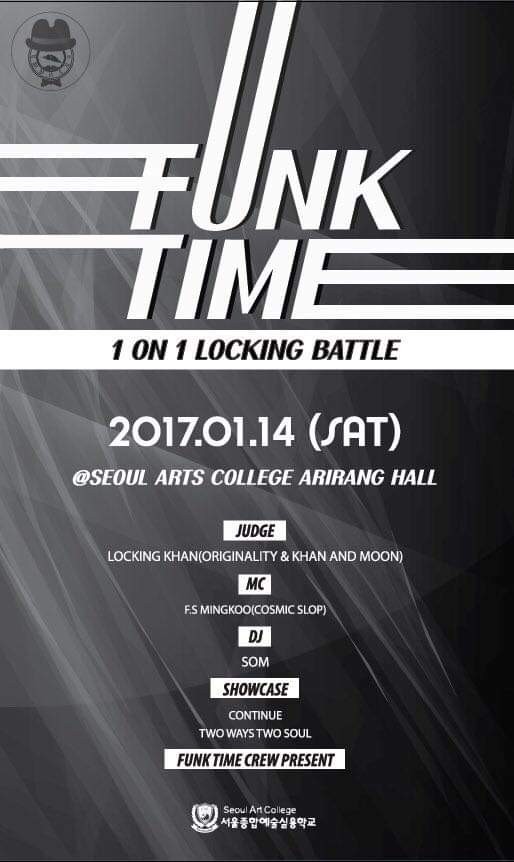 FUNK
TIME
1 ON 1 LOCKING BATTLE
2017.01.14 (SAT)
@SEOUL ARTS COLLEGE ARIRANG HALL
JUDGE
LOCKING KHAN(ORIGINALITY & KHAN AND MOON)
MC
F.S MINGKOO(COSMIC SLOP)
DJ
SOM
SHOWCASE
CONTINUE
TWO WAYS TWO SOUL
FUNK TIME CREW PRESENT
Seoul Art College
서울종합예술실용학교